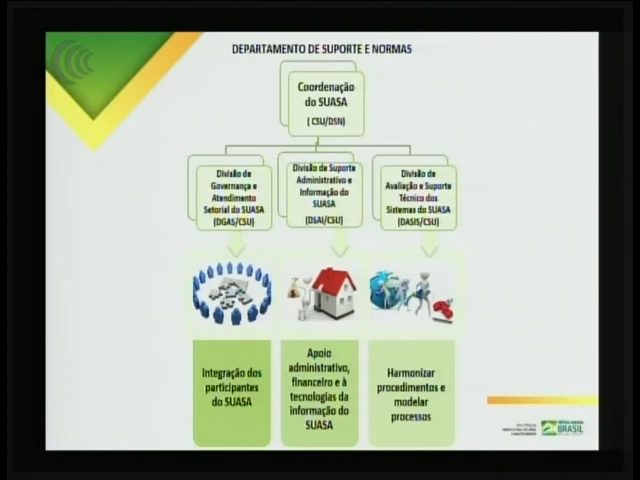 DEPARTAMENTO DE SUPORTE E NORMAS
Coordenação
do SUASA
( CSU/DSN)
Divisão de
Governança e
Atendimento
Setorial do SUASA
(DGAS/CSU)
Divisão de Suporte
Administrativo e
Informação do
SUASA
(DSAI/CSU)
Divisão de
Avaliação e Suporte
Técnico dos
Sistemas do SUASA
(DASIS/CSU)
Integração dos
participantes
do SUASA
Apoio
administrativo,
financeiro e à
tecnologias da
informação do
SUASA
Harmonizar
procedimentos e
modelar
processos
BRASIL